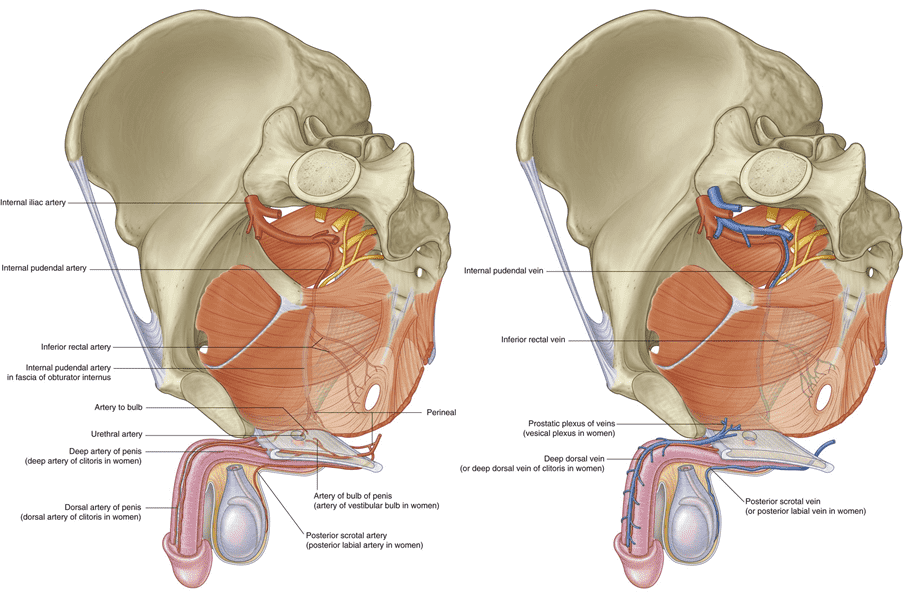 Internal iliac artery
Internal pudendal artery
Inferior rectal artery
Internal pudendal artery
in fascia of obturator internus
Artery to bulb
Perineal
Urethral artery
Deep artery of penis
(deep artery of clitoris in women)
Artery of bulb of penis
(artery of vestibular bulb in women)
Dorsal artery of penis
(dorsal artery of clitoris in women)
Posterior scrotal artery
(posterior labial artery in women)
Internal pudendal vein
Inferior rectal vein
Prostatic plexus of veins
(vesical plexus in women)
Deep dorsal vein
(or deep dorsal vein of clitoris in women)
Posterior scrotal vein
(or posterior labial vein in women)